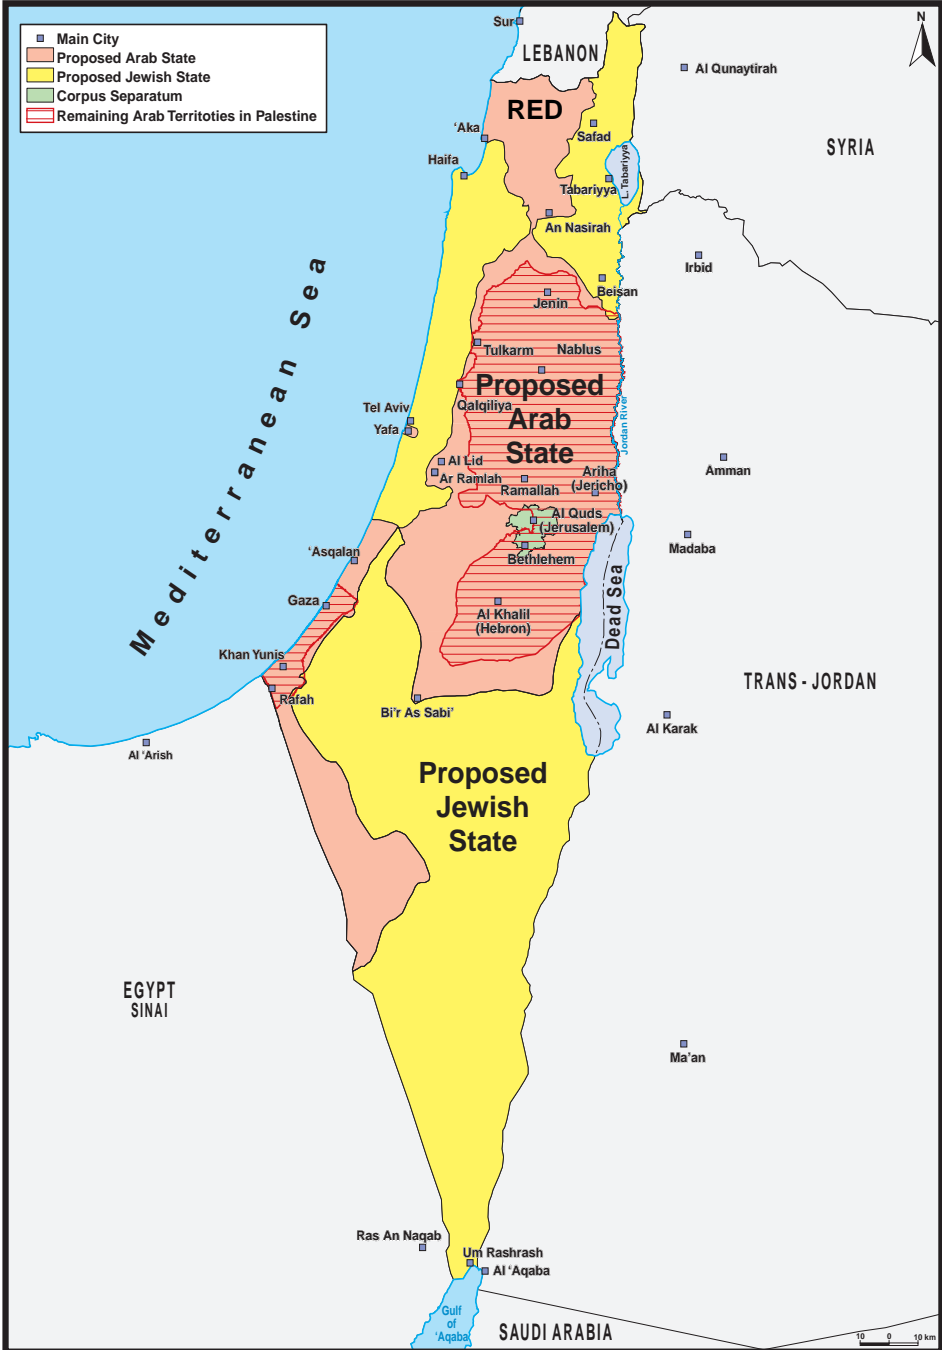 Main City
Proposed Arab State
Proposed Jewish State
Corpus Separatum
Remaining Arab Territoties in Palestine
N
Sur
LEBANON
Al Qunaytirah
RED
‘Aka
Safad
SYRIA
Haifa
L. Tabariyya
Tabariyya
An Nasirah
Irbid
Beisan
Jenin
Mediterranean Sea
Tulkarm
Nablus
Proposed
Arab
State
Qalqiliya
Jordan River
Tel Aviv
Yafa
Al Lid
Ar Ramlah
Ramallah
Ariha
(Jericho)
Amman
Al Quds
(Jerusalem)
Madaba
‘Asqalan
Bethlehem
Dead Sea
Gaza
Al Khalil
(Hebron)
Khan Yunis
TRANS - JORDAN
Rafah
Bi’r As Sabi’
Al Karak
Al ‘Arish
Proposed
Jewish
State
EGYPT
SINAI
Ma’an
Ras An Naqab
Um Rashrash
Al ‘Aqaba
Gulf
of
‘Aqaba
SAUDI ARABIA
10 0 10 km